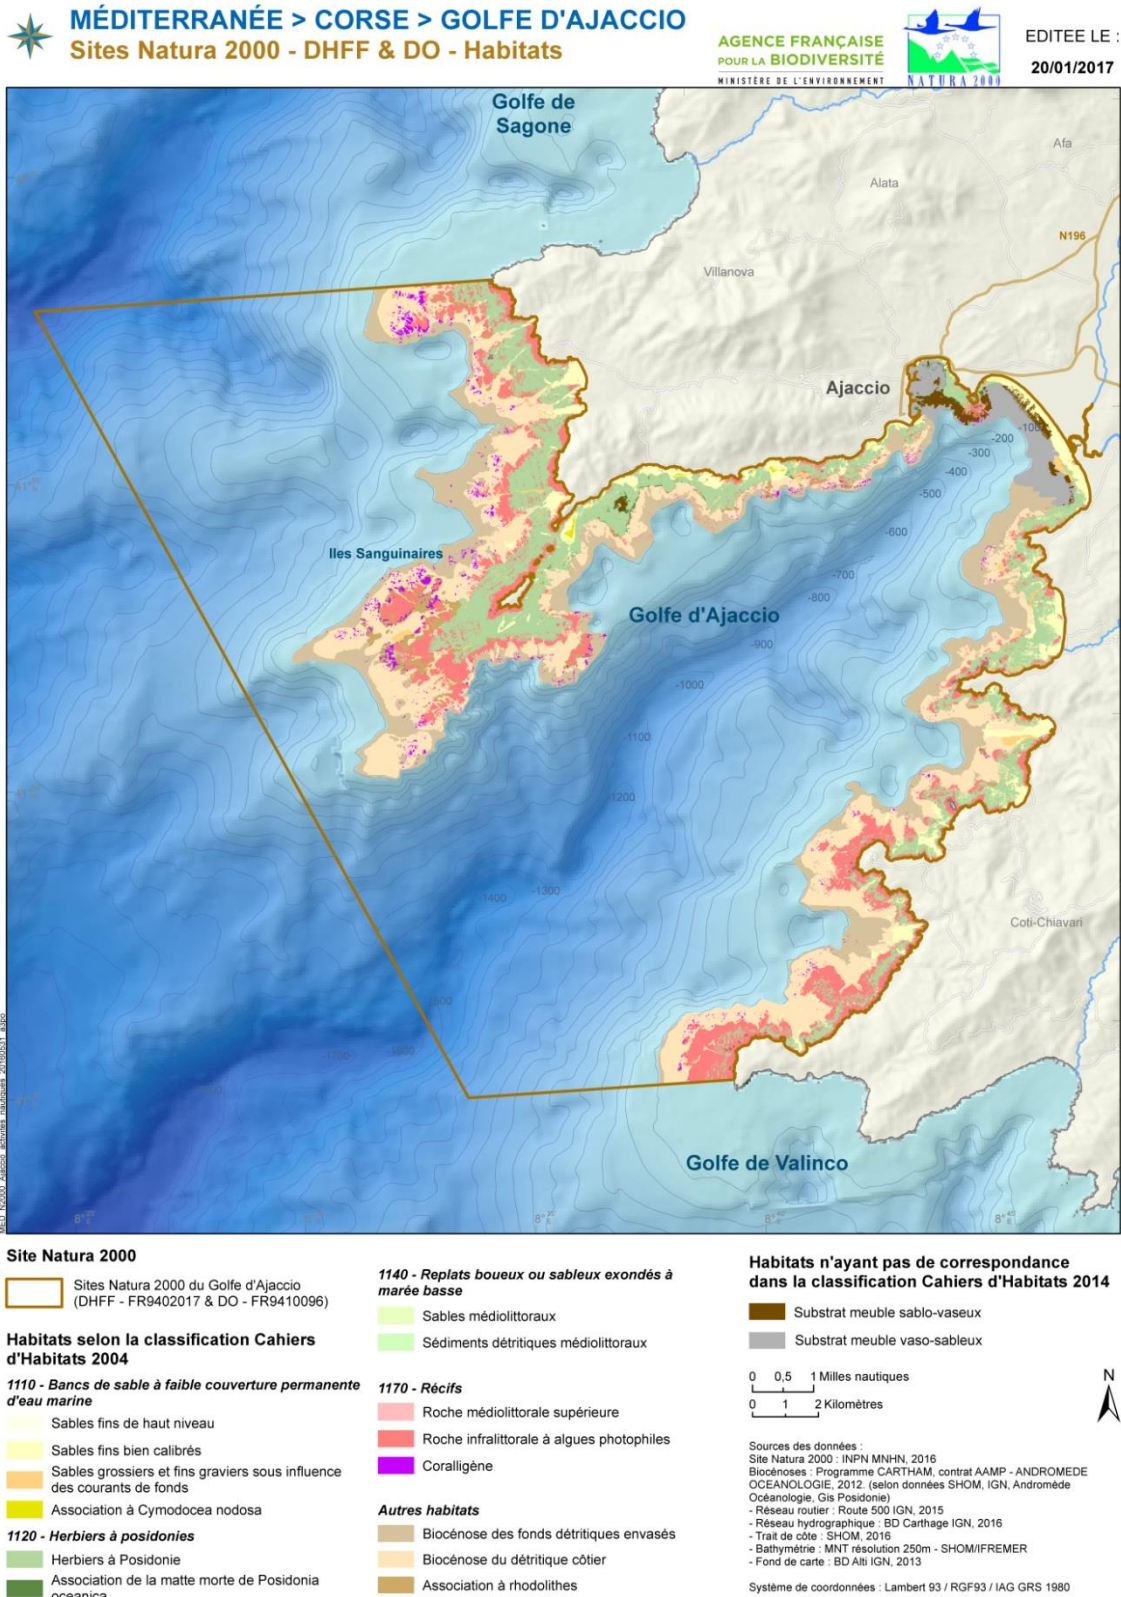 MÉDITERRANÉE > CORSE > GOLFE D'AJACCIO
Sites Natura 2000 - DHFF & DO - Habitats
AGENCE FRANÇAISE
POUR LA BIODIVERSITÉ
MINISTÈRE DE L'ENVIRONNEMENT
NATURA 2000
EDITEE LE :
20/01/2017
Golfe de
Sagone
Afa
Alata
N196
Villanova
Ajaccio
-100
-200
-300
-400
-500
-600
Iles Sanguinaires
-700
-800
Golfe d'Ajaccio
-900
-1000
-1100
-1200
-1300
1400
Coti-Chiavari
-1700
Golfe de Valinco
Site Natura 2000
Sites Natura 2000 du Golfe d'Ajaccio
(DHFF - FR9402017 & DO - FR9410096)
Habitats selon la classification Cahiers
d'Habitats 2004
1110 - Bancs de sable à faible couverture permanente
d'eau marine
Sables fins de haut niveau
Sables fins bien calibrés
Sables grossiers et fins graviers sous influence
des courants de fonds
Association à Cymodocea nodosa
1120 - Herbiers à posidonies
Herbiers à Posidonie
Association de la matte morte de Posidonia
oceanica
1140 - Replats boueux ou sableux exondés à
marée basse
Sables médiolittoraux
Sédiments détritiques médiolittoraux
1170 - Récifs
Roche médiolittorale supérieure
Roche infralittorale à algues photophiles
Coralligène
Autres habitats
Biocénose des fonds détritiques envasés
Biocénose du détritique côtier
Association à rhodolithes
Habitats n'ayant pas de correspondance
dans la classification Cahiers d'Habitats 2014
Substrat meuble sablo-vaseux
Substrat meuble vaso-sableux
0 0,5 1 Milles nautiques
0 1 2 Kilomètres
N
Sources des données :
Site Natura 2000 : INPN MNHN, 2016
Biocénoses : Programme CARTHAM, contrat AAMP - ANDROMEDE
OCEANOLOGIE, 2012. (selon données SHOM, IGN, Andromède
Océanologie, Gis Posidonie)
- Réseau routier : Route 500 IGN, 2015
- Réseau hydrographique : BD Carthage IGN, 2016
- Trait de côte : SHOM, 2016
- Bathymétrie : MNT résolution 250m - SHOM/IFREMER
- Fond de carte : BD Alti IGN, 2013
Système de coordonnées : Lambert 93 / RGF93 / IAG GRS 1980